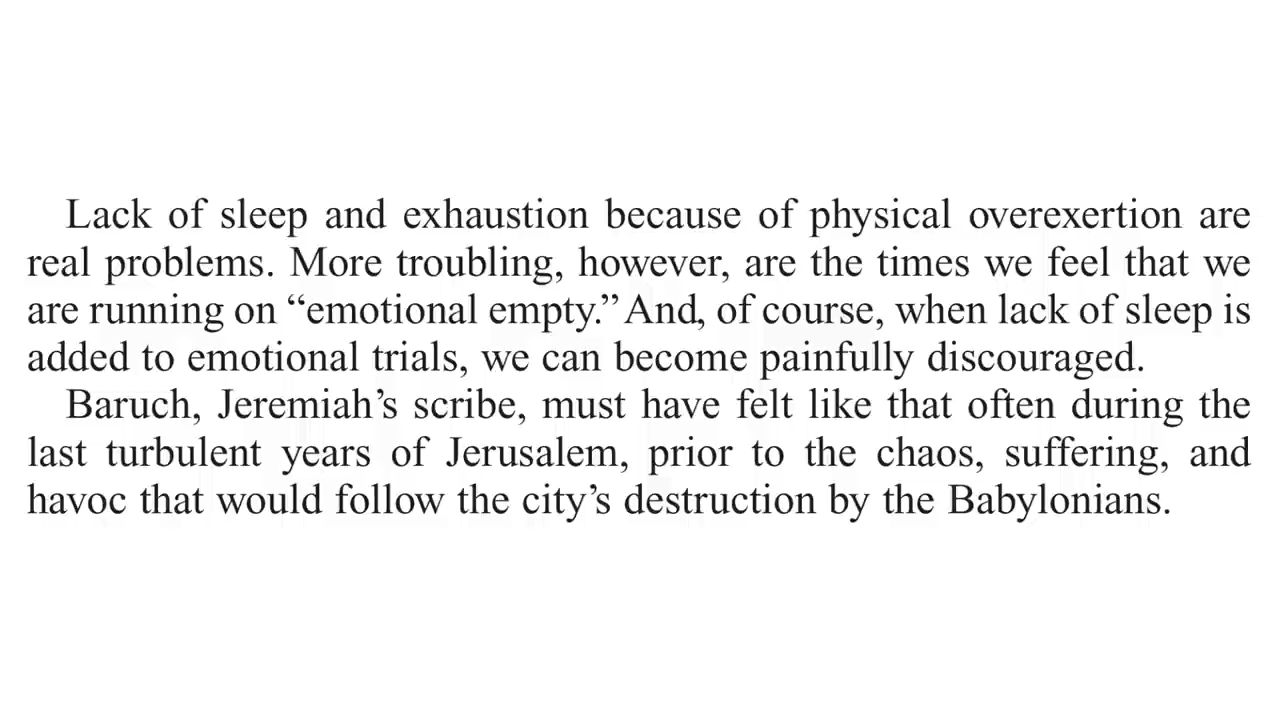 Lack of sleep and exhaustion because of physical overexertion are
real problems. More troubling, however, are the times we feel that we
are running on “emotional empty.” And, of course, when lack of sleep is
added to emotional trials, we can become painfully discouraged.
Baruch, Jeremiah’s scribe, must have felt like that often during the
last turbulent years of Jerusalem, prior to the chaos, suffering, and
havoc that would follow the city’s destruction by the Babylonians.